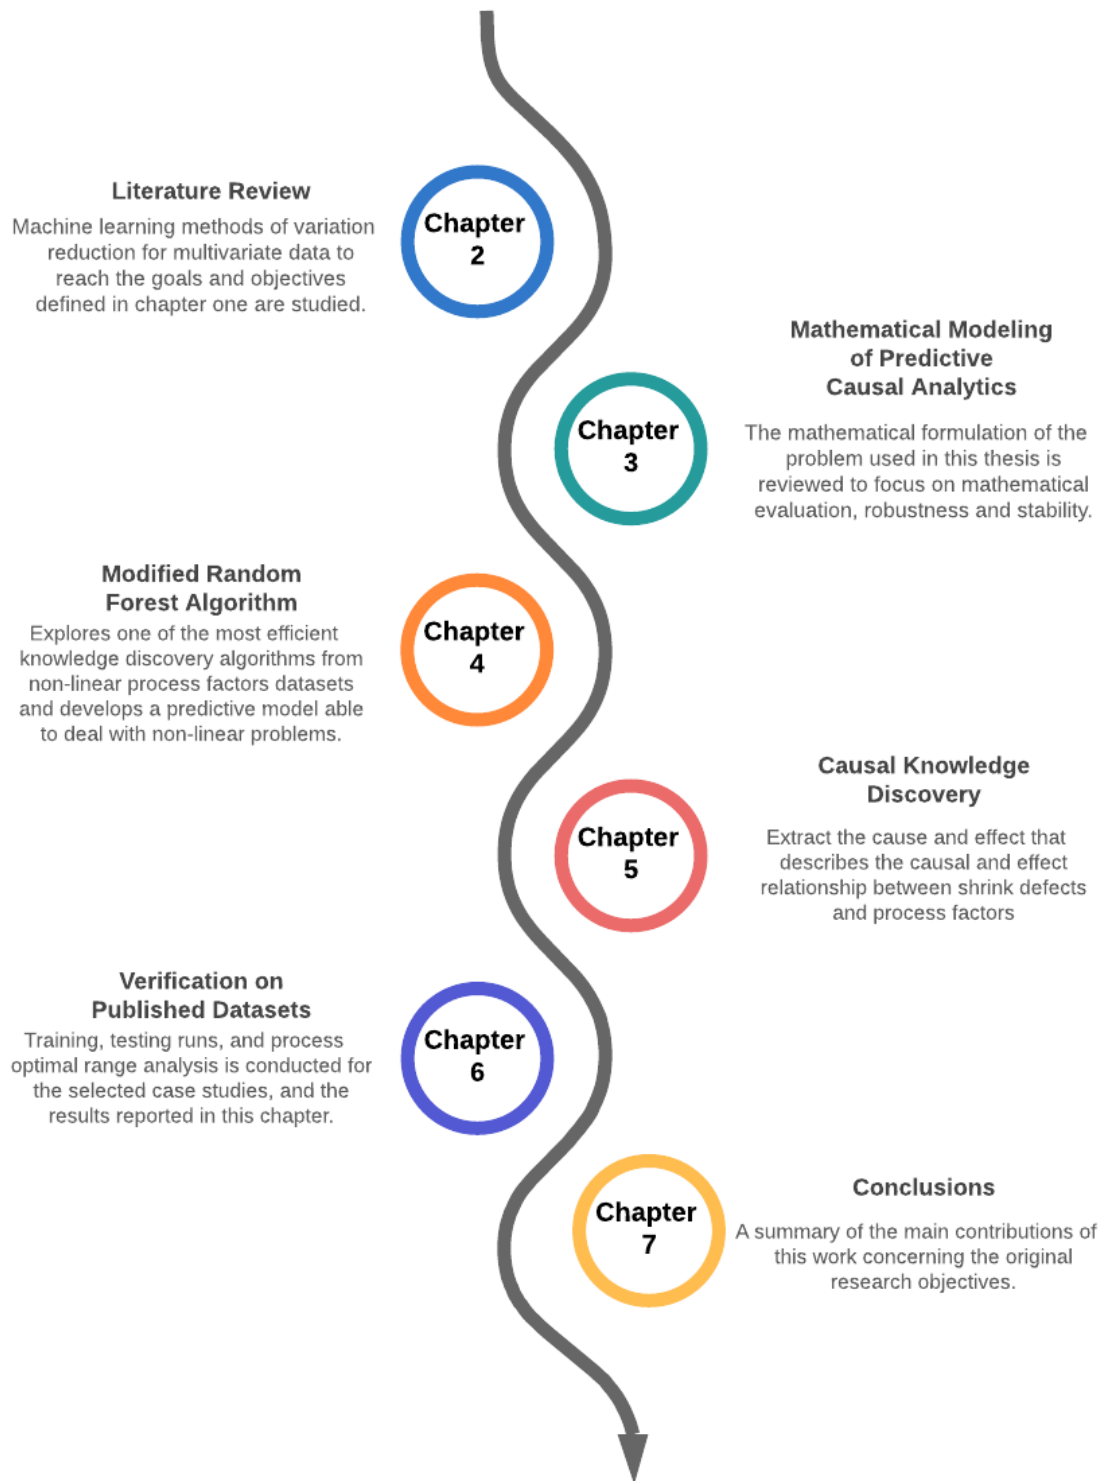 Literature Review
Machine learning methods of variation
reduction for multivariate data to
reach the goals and objectives
defined in chapter one are studied.
Chapter
2
Mathematical Modeling
of Predictive
Causal Analytics
The mathematical formulation of the
problem used in this thesis is
reviewed to focus on mathematical
evaluation, robustness and stability.
Chapter
3
Modified Random
Forest Algorithm
Explores one of the most efficient
knowledge discovery algorithms from
non-linear process factors datasets
and develops a predictive model able
to deal with non-linear problems.
Chapter
4
Causal Knowledge
Discovery
Extract the cause and effect that
describes the causal and effect
relationship between shrink defects
and process factors
Chapter
5
Verification on
Published Datasets
Training, testing runs, and process
optimal range analysis is conducted for
the selected case studies, and the
results reported in this chapter.
Chapter
6
Conclusions
A summary of the main contributions of
this work concerning the original
research objectives.
Chapter
7